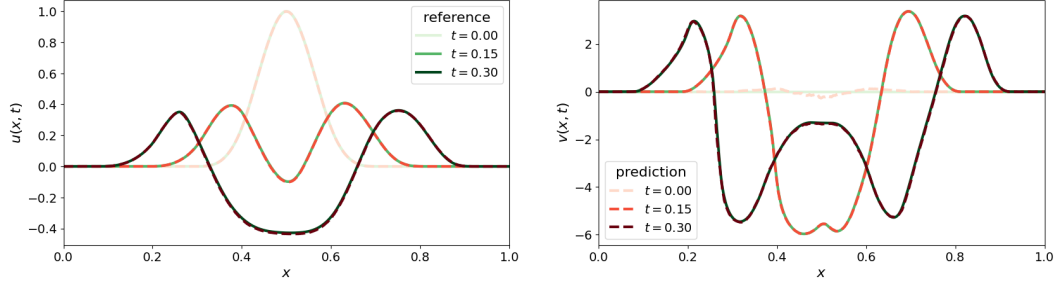 reference
t = 0.00
t = 0.15
t = 0.30
1.0
0.8
0.6
0.4
0.2
0.0
−0.2
−0.4
u(x, t)
0.0 0.2 0.4 0.6 0.8 1.0
x
2
0
−2
−4
−6
v(x, t)
prediction
t = 0.00
t = 0.15
t = 0.30
0.0 0.2 0.4 0.6 0.8 1.0
x